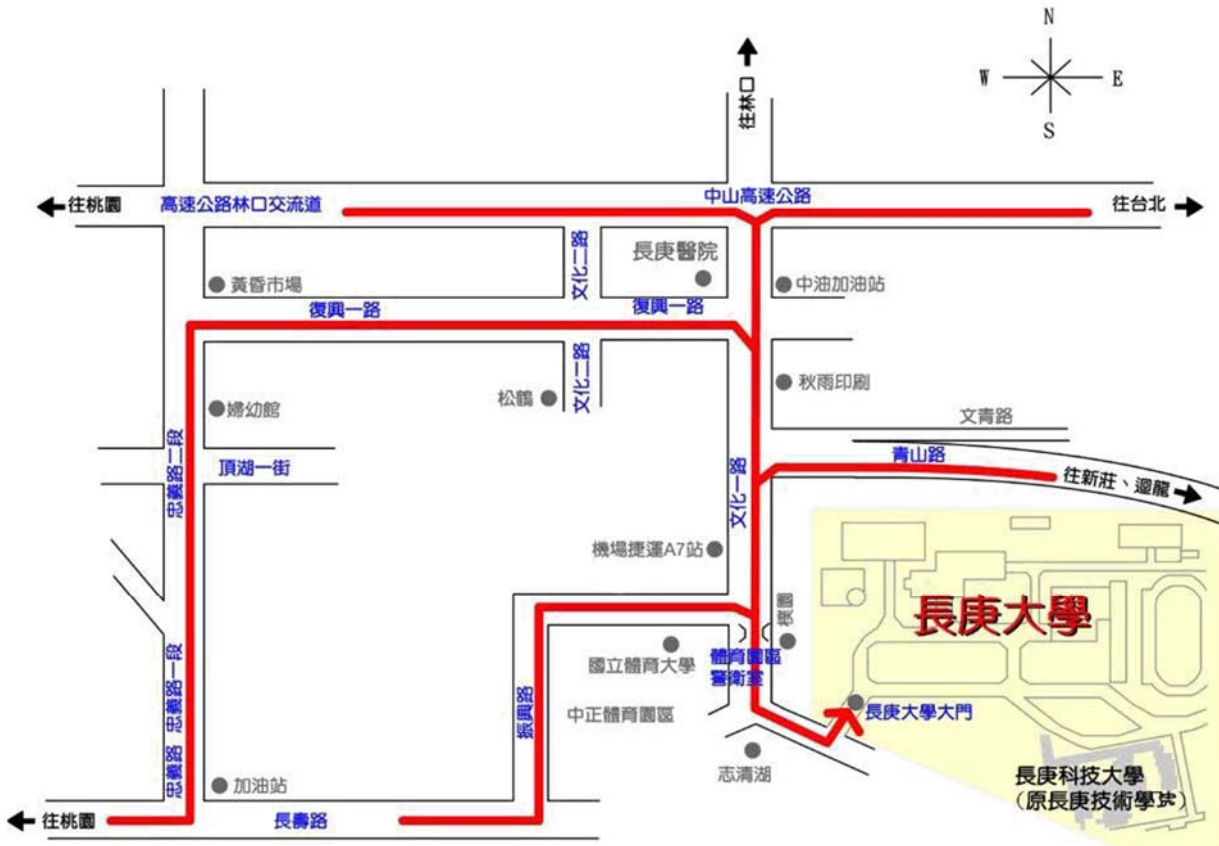 N
W
E
S
往林口
往桃園
高速公路林口交流道
中山高速公路
往台北
黃昏市場
文化二路
長庚醫院
中油加油站
復興一路
復興一路
婦幼館
松鶴
文化二路
秋雨印刷
文青路
忠義路二段
頂湖一街
文化一路
青山路
往新莊、迴龍
機場捷運A7站
長庚大學
國立體育大學
體育園區
警衛室
忠義路一段
振興路
中正體育園區
長庚大學大門
志清湖
忠義路
加油站
長庚科技大學
（原長庚技術學院）
往桃園
長壽路